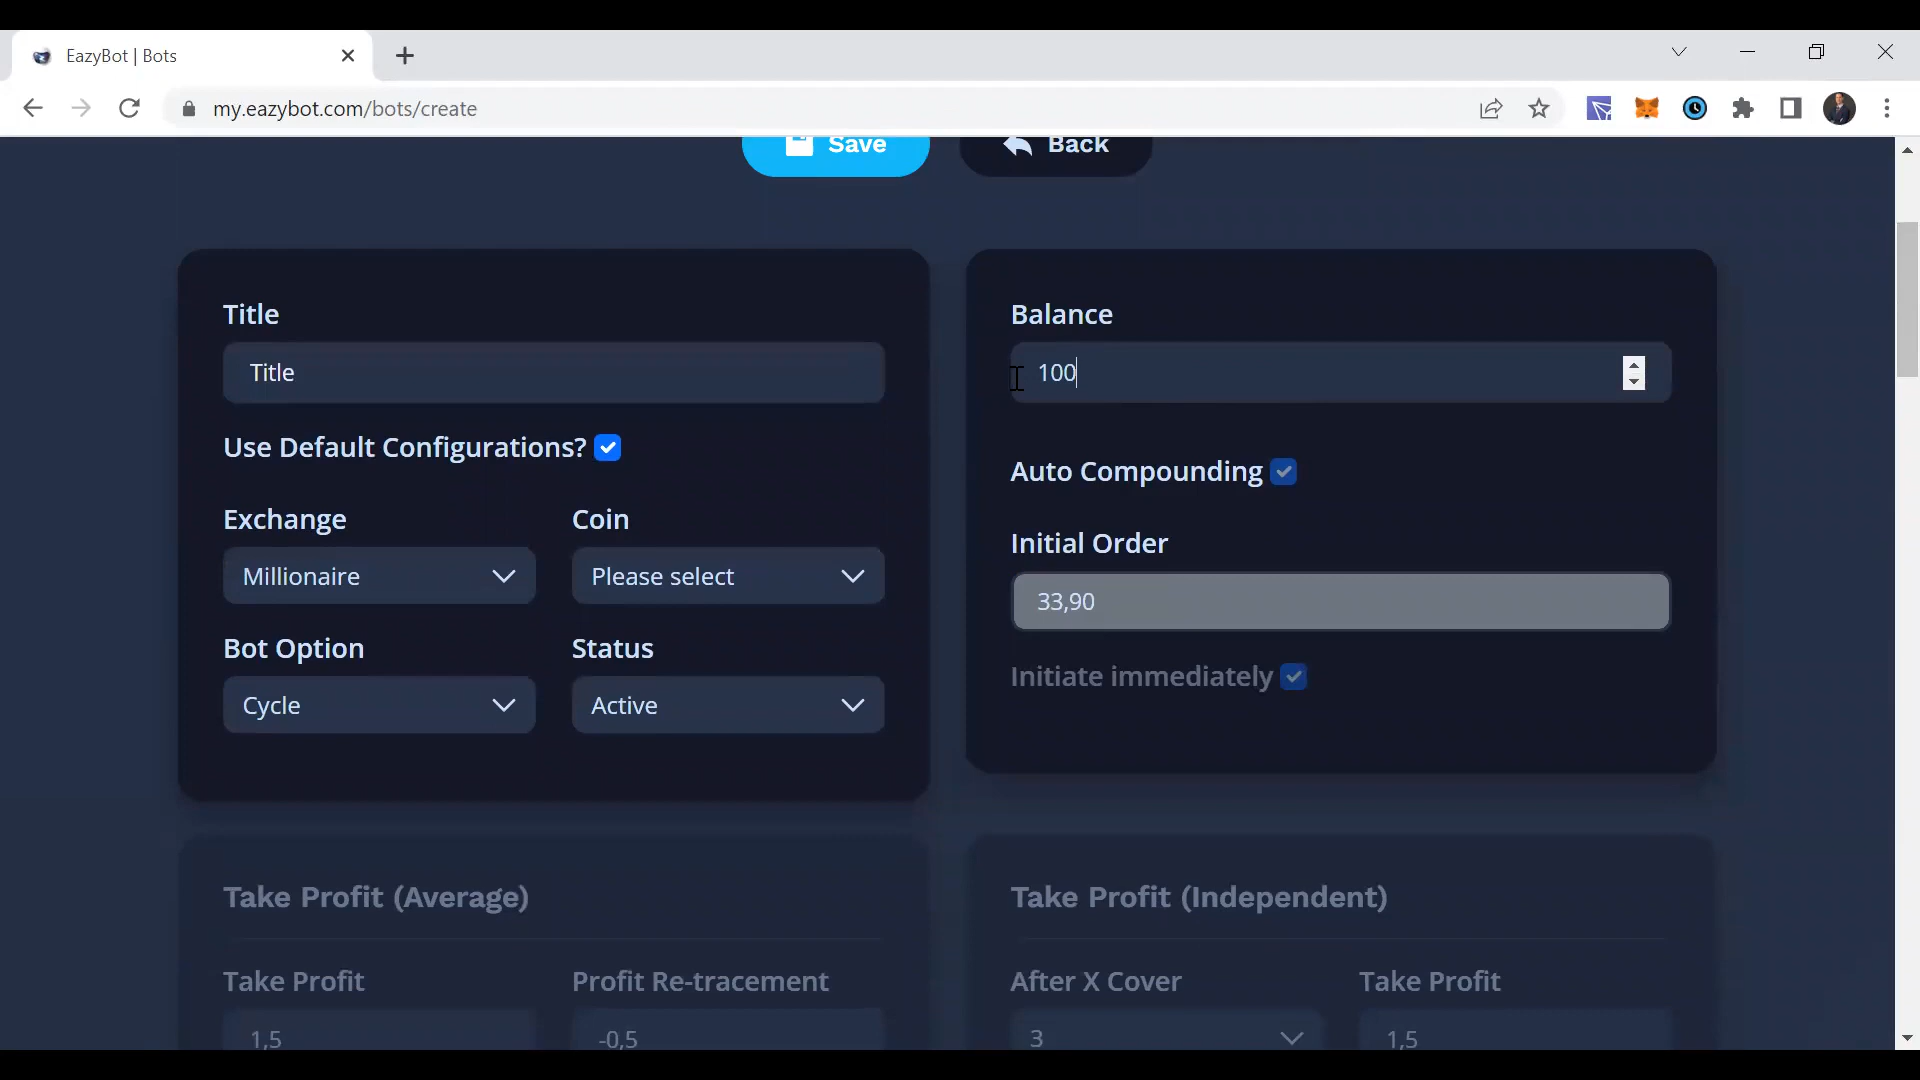 EazyBot | Bots
my.eazybot.com/bots/create
Save
Back
Title
Title
Use Default Configurations?
Exchange
Coin
Millionaire
Please select
Bot Option
Status
Cycle
Active
Balance
100
Auto Compounding
Initial Order
33,90
Initiate immediately
Take Profit (Average)
Take Profit
Profit Re-tracement
1,5
-0,5
Take Profit (Independent)
After X Cover
Take Profit
3
1,5